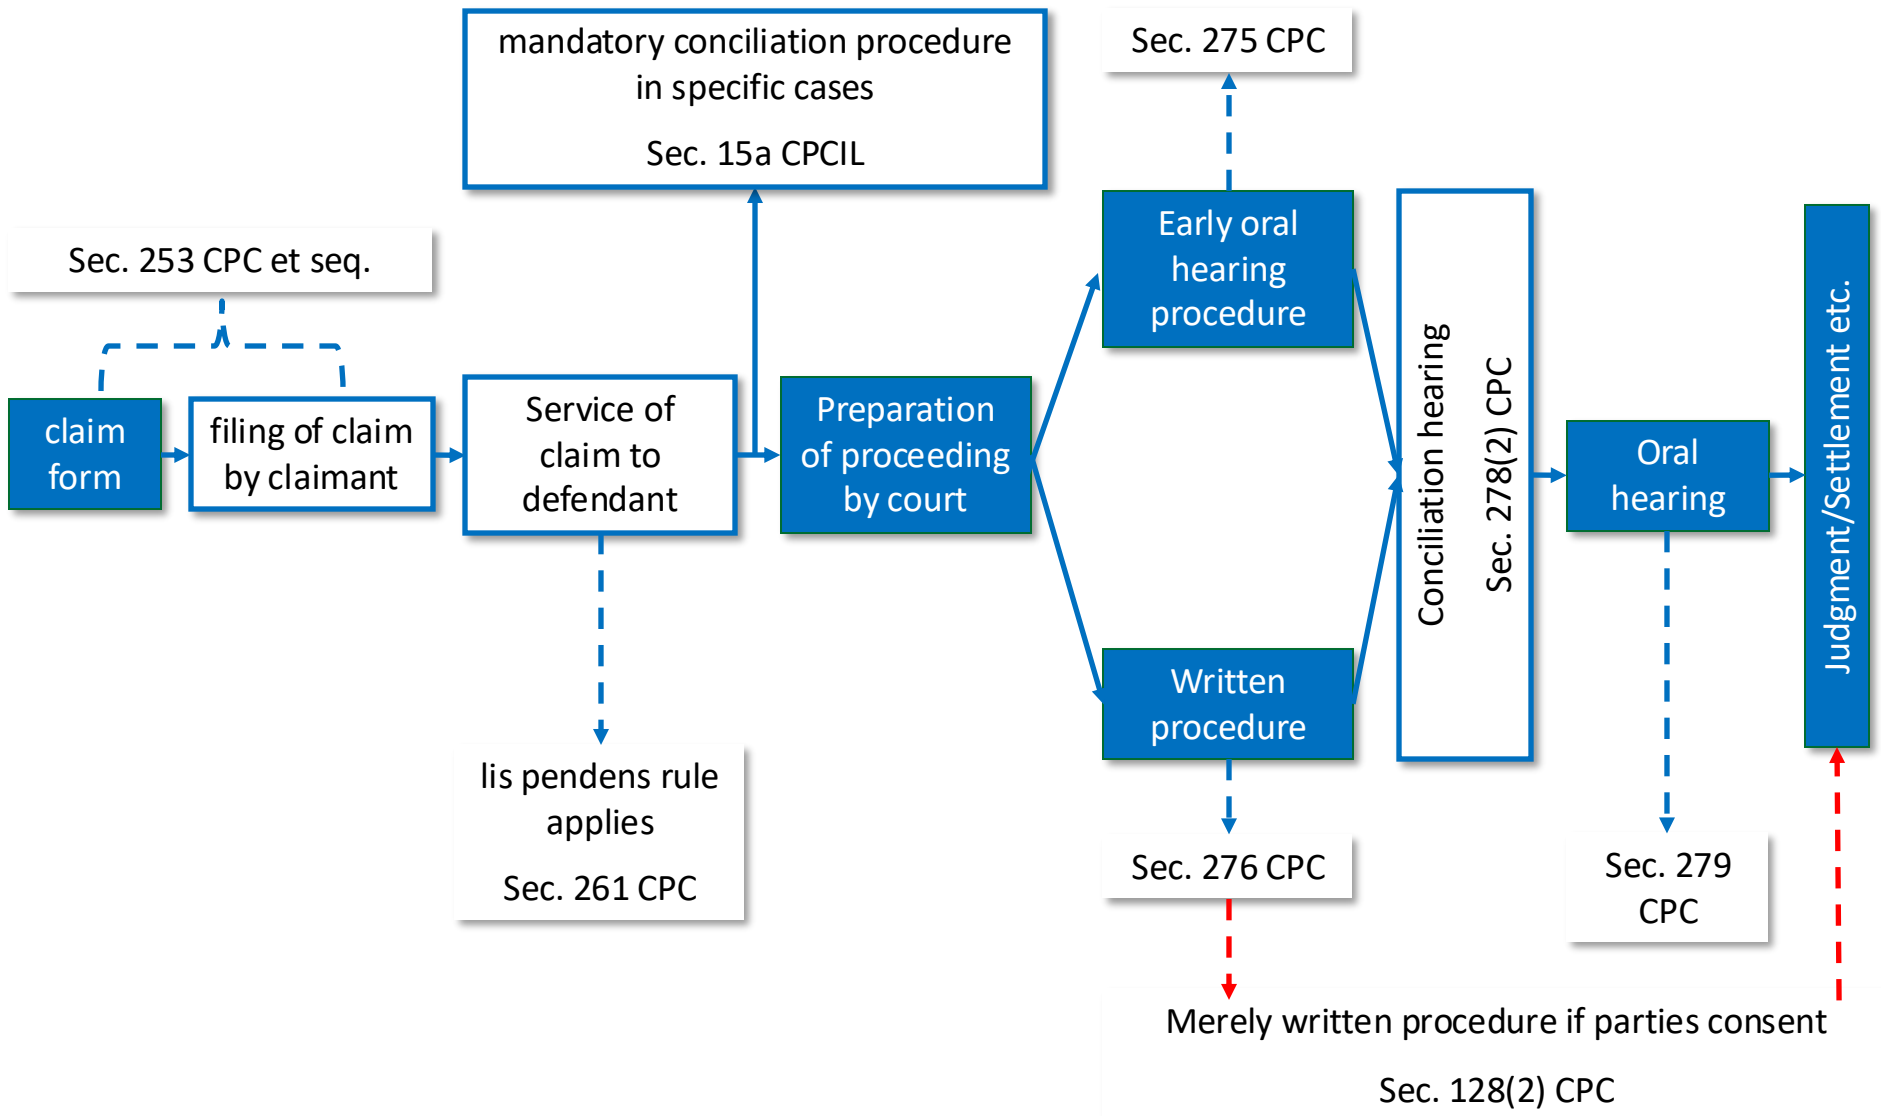 mandatory conciliation procedure
in specific cases
Sec. 15a CPCIL
Sec. 275 CPC
Sec. 253 CPC et seq.
claim
form
filing of claim
by claimant
Service of
claim to
defendant
Preparation
of proceeding
by court
Early oral
hearing
procedure
Written
procedure
Conciliation hearing
Sec. 278(2) CPC
Oral
hearing
Judgment/Settlement etc.
lis pendens rule
applies
Sec. 261 CPC
Sec. 276 CPC
Sec. 279
CPC
Merely written procedure if parties consent
Sec. 128(2) CPC